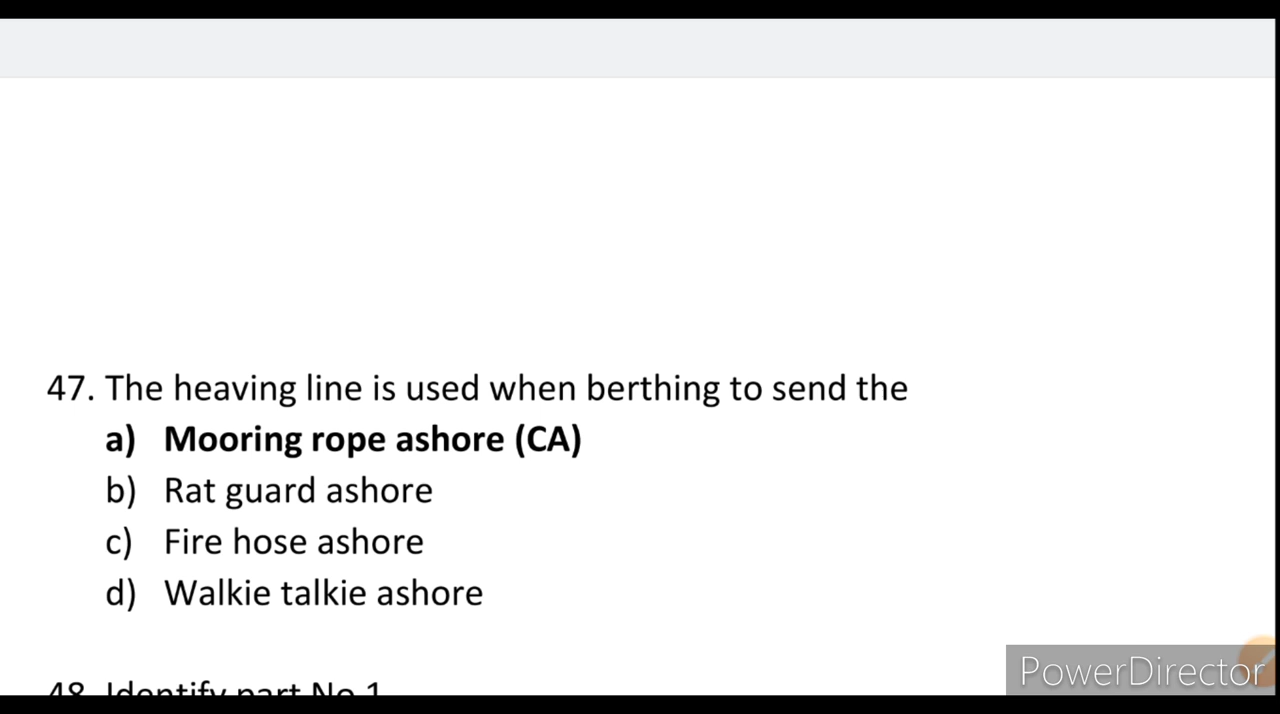 47. The heaving line is used when berthing to send the
a) Mooring rope ashore (CA)
b) Rat guard ashore
c) Fire hose ashore
d) Walkie talkie ashore
48. Identify part No 1
PowerDirector